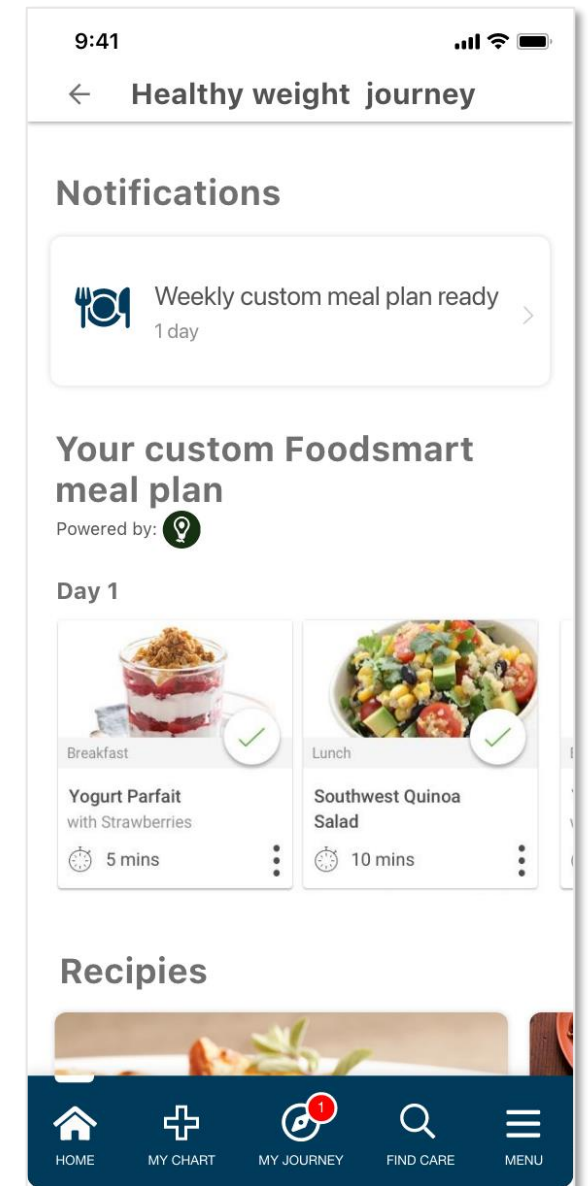 9:41
Healthy weight journey
Notifications
Weekly custom meal plan ready
1 day
Your custom Foodsmart
meal plan
Powered by:
Day 1
Breakfast
Lunch
Yogurt Parfait
with Strawberries
Southwest Quinoa
Salad
5 mins
10 mins
Recipies
1
HOME
MY CHART
MY JOURNEY
FIND CARE
MENU